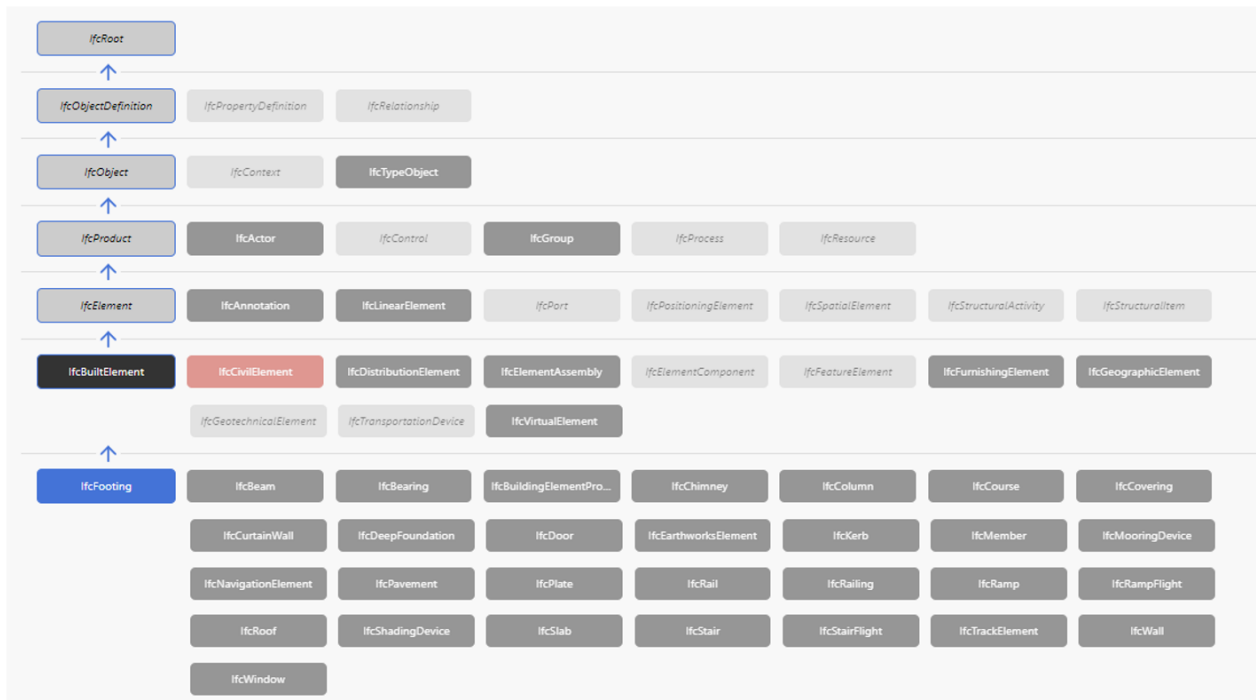 IfcRoot
IfcObjectDefinition IfcPropertyDefinition IfcRelationship
IfcObject IfcContext IfcTypeObject
IfcProduct IfcActor IfcControl IfcGroup IfcProcess IfcResource
IfcElement IfcAnnotation IfcLinearElement IfcPort IfcPositioningElement IfcSpatialElement IfcStructuralActivity IfcStructuralItem
IfcBuiltElement IfcCivilElement IfcDistributionElement IfcElementAssembly IfcElementComponent IfcFeatureElement IfcFurnishingElement IfcGeographicElement
IfcGeotechnicalElement IfcTransportationDevice IfcVirtualElement
IfcFooting IfcBeam IfcBearing IfcBuildingElementPro... IfcChimney IfcColumn IfcCourse IfcCovering
IfcCurtainWall IfcDeepFoundation IfcDoor IfcEarthworksElement IfcKerb IfcMember IfcMooringDevice
IfcNavigationElement IfcPavement IfcPlate IfcRail IfcRailing IfcRamp IfcRampFlight
IfcRoof IfcShadingDevice IfcSlab IfcStair IfcStairFlight IfcTrackElement IfcWall
IfcWindow